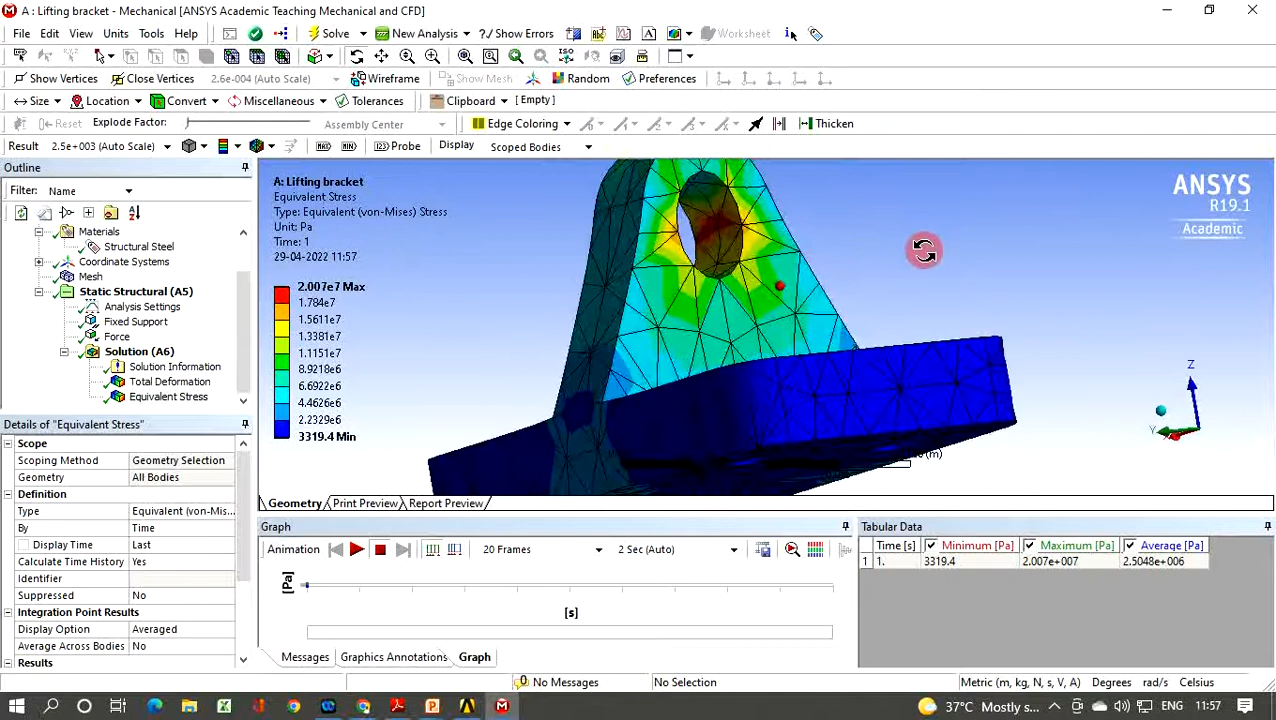 A : Lifting bracket - Mechanical [ANSYS Academic Teaching Mechanical and CFD]
File Edit View Units Tools Help Solve New Analysis ?/ Show Errors Worksheet
Show Vertices Close Vertices 2.6e-004 (Auto Scale) Wireframe Show Mesh Random Preferences
Size Location Convert Miscellaneous Tolerances Clipboard [ Empty ]
Reset Explode Factor: Assembly Center Edge Coloring Thicken
Result 2.5e+003 (Auto Scale) MAX MIN Probe Display Scoped Bodies
Outline
Filter: Name
Materials
Structural Steel
Coordinate Systems
Mesh
Static Structural (A5)
Analysis Settings
Fixed Support
Force
Solution (A6)
Solution Information
Total Deformation
Equivalent Stress
Details of "Equivalent Stress"
Scope
Scoping Method Geometry Selection
Geometry All Bodies
Definition
Type Equivalent (von-Mis...
By Time
Display Time Last
Calculate Time History Yes
Identifier
Suppressed No
Integration Point Results
Display Option Averaged
Average Across Bodies No
Results
A: Lifting bracket
Equivalent Stress
Type: Equivalent (von-Mises) Stress
Unit: Pa
Time: 1
29-04-2022 11:57
2.007e7 Max
1.784e7
1.5611e7
1.3381e7
1.1151e7
8.9218e6
6.6922e6
4.4626e6
2.2329e6
3319.4 Min
ANSYS
R19.1
Academic
Z
Y
X
(m)
Geometry Print Preview Report Preview
Graph
Animation 20 Frames 2 Sec (Auto)
[Pa]
[s]
Messages Graphics Annotations Graph
Tabular Data
Time [s] Minimum [Pa] Maximum [Pa] Average [Pa]
1 1. 3319.4 2.007e+007 2.5048e+006
No Messages No Selection Metric (m, kg, N, s, V, A) Degrees rad/s Celsius
37°C Mostly s... ENG 11:57